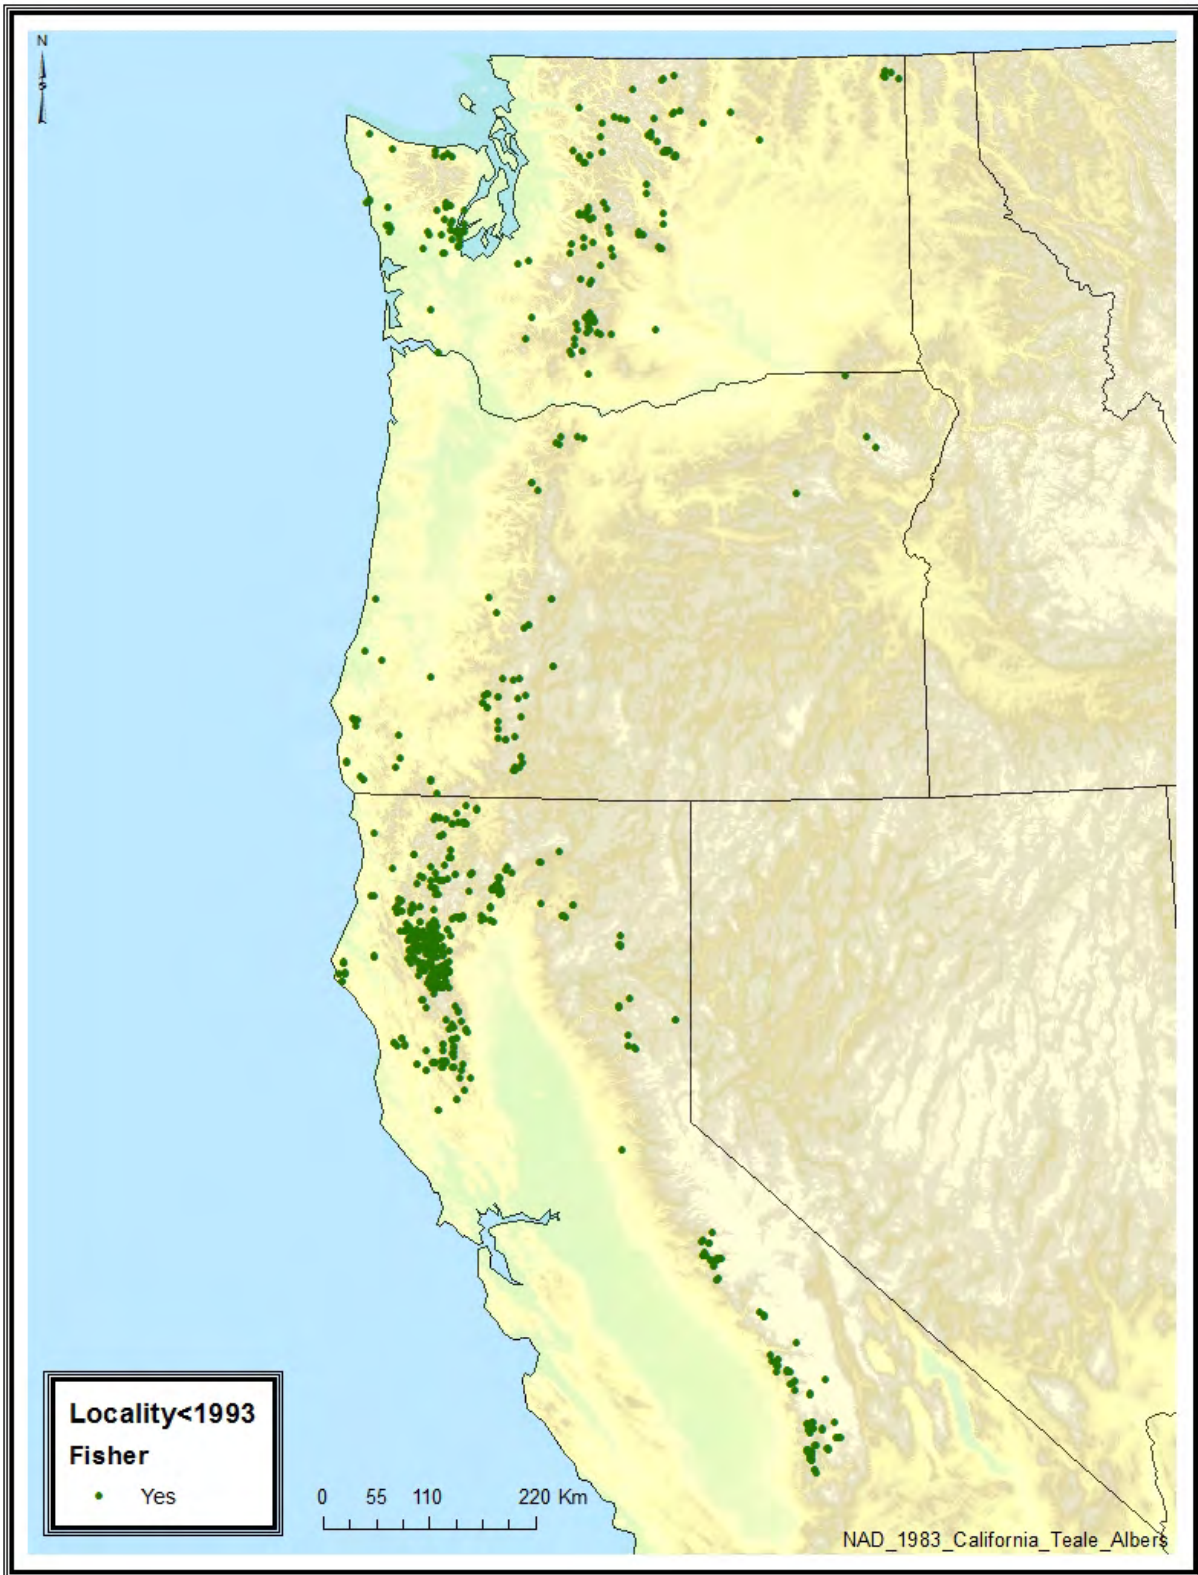 N
S
Locality<1993
Fisher
Yes
0 55 110 220 Km
NAD_1983_California_Teale_Albers